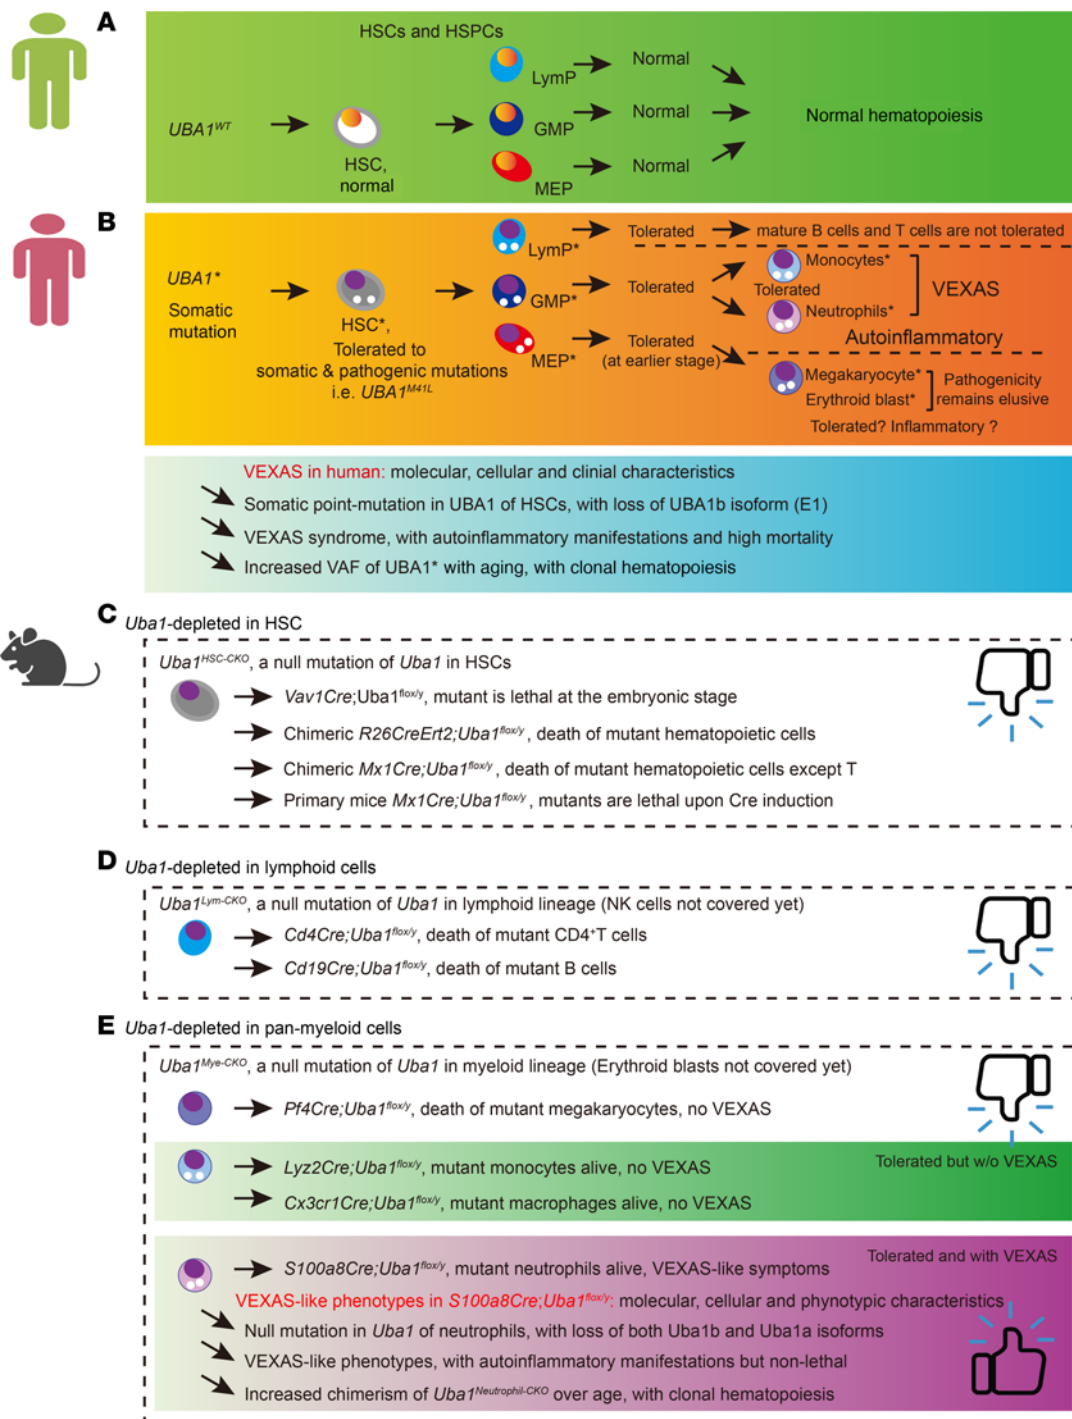 A
HSCs and HSPCs
LymP
Normal
UBA1WT
HSC,
normal
GMP
Normal
Normal hematopoiesis
MEP
Normal
B
UBA1*
Somatic
mutation
HSC*,
Tolerated to
somatic & pathogenic mutations
i.e. UBA1M41L
LymP*
Tolerated
mature B cells and T cells are not tolerated
GMP*
Tolerated
Monocytes*
Tolerated
Neutrophils*
VEXAS
Autoinflammatory
MEP*
Tolerated
(at earlier stage)
Megakaryocyte*
Erythroid blast*
Pathogenicity
remains elusive
Tolerated? Inflammatory ?
VEXAS in human: molecular, cellular and clinial characteristics
Somatic point-mutation in UBA1 of HSCs, with loss of UBA1b isoform (E1)
VEXAS syndrome, with autoinflammatory manifestations and high mortality
Increased VAF of UBA1* with aging, with clonal hematopoiesis
C
Uba1-depleted in HSC
Uba1HSC-CKO, a null mutation of Uba1 in HSCs
Vav1Cre;Uba1flox/y, mutant is lethal at the embryonic stage
Chimeric R26CreErt2;Uba1flox/y, death of mutant hematopoietic cells
Chimeric Mx1Cre;Uba1flox/y, death of mutant hematopoietic cells except T
Primary mice Mx1Cre;Uba1flox/y, mutants are lethal upon Cre induction
D
Uba1-depleted in lymphoid cells
Uba1Lym-CKO, a null mutation of Uba1 in lymphoid lineage (NK cells not covered yet)
Cd4Cre;Uba1flox/y, death of mutant CD4+T cells
Cd19Cre;Uba1flox/y, death of mutant B cells
E
Uba1-depleted in pan-myeloid cells
Uba1Mye-CKO, a null mutation of Uba1 in myeloid lineage (Erythroid blasts not covered yet)
Pf4Cre;Uba1flox/y, death of mutant megakaryocytes, no VEXAS
Tolerated but w/o VEXAS
Lyz2Cre;Uba1flox/y, mutant monocytes alive, no VEXAS
Cx3cr1Cre;Uba1flox/y, mutant macrophages alive, no VEXAS
Tolerated and with VEXAS
S100a8Cre;Uba1flox/y, mutant neutrophils alive, VEXAS-like symptoms
VEXAS-like phenotypes in S100a8Cre;Uba1flox/y: molecular, cellular and phynotypic characteristics
Null mutation in Uba1 of neutrophils, with loss of both Uba1b and Uba1a isoforms
VEXAS-like phenotypes, with autoinflammatory manifestations but non-lethal
Increased chimerism of Uba1Neutrophil-CKO over age, with clonal hematopoiesis